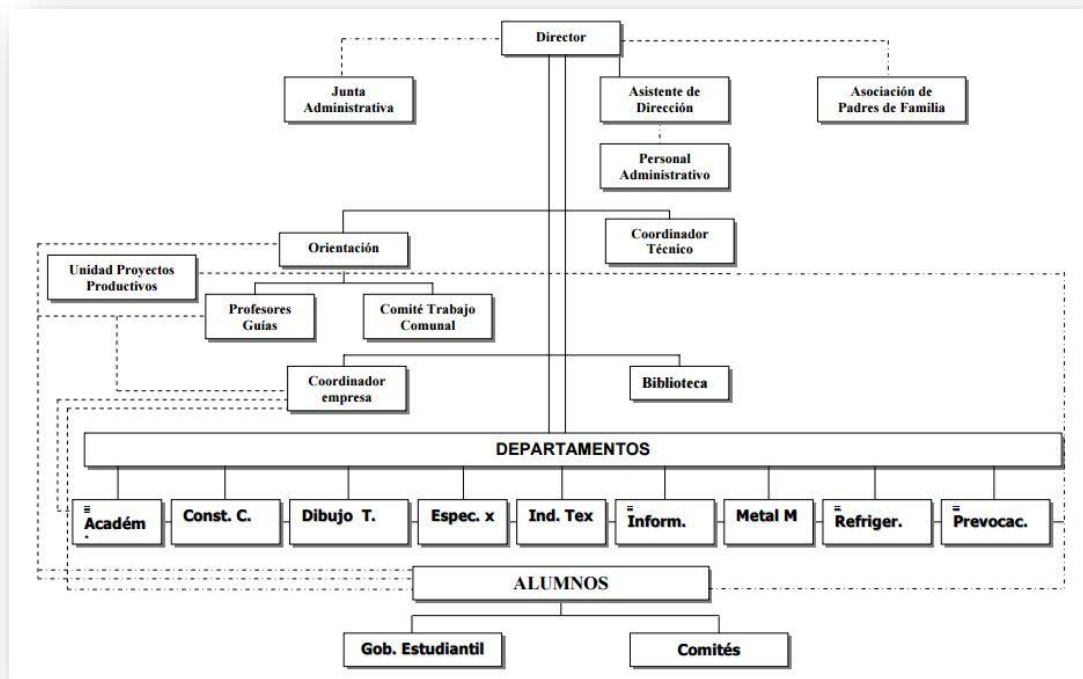 Director
Junta
Administrativa
Asistente de
Dirección
Asociación de
Padres de Familia
Personal
Administrativo
Orientación
Coordinador
Técnico
Unidad Proyectos
Productivos
Profesores
Guías
Comité Trabajo
Comunal
Coordinador
empresa
Biblioteca
DEPARTAMENTOS
Académ
.
Const. C.
Dibujo T.
Espec. x
Ind. Tex
Inform.
Metal M
Refriger.
Prevocac.
ALUMNOS
Gob. Estudiantil
Comités